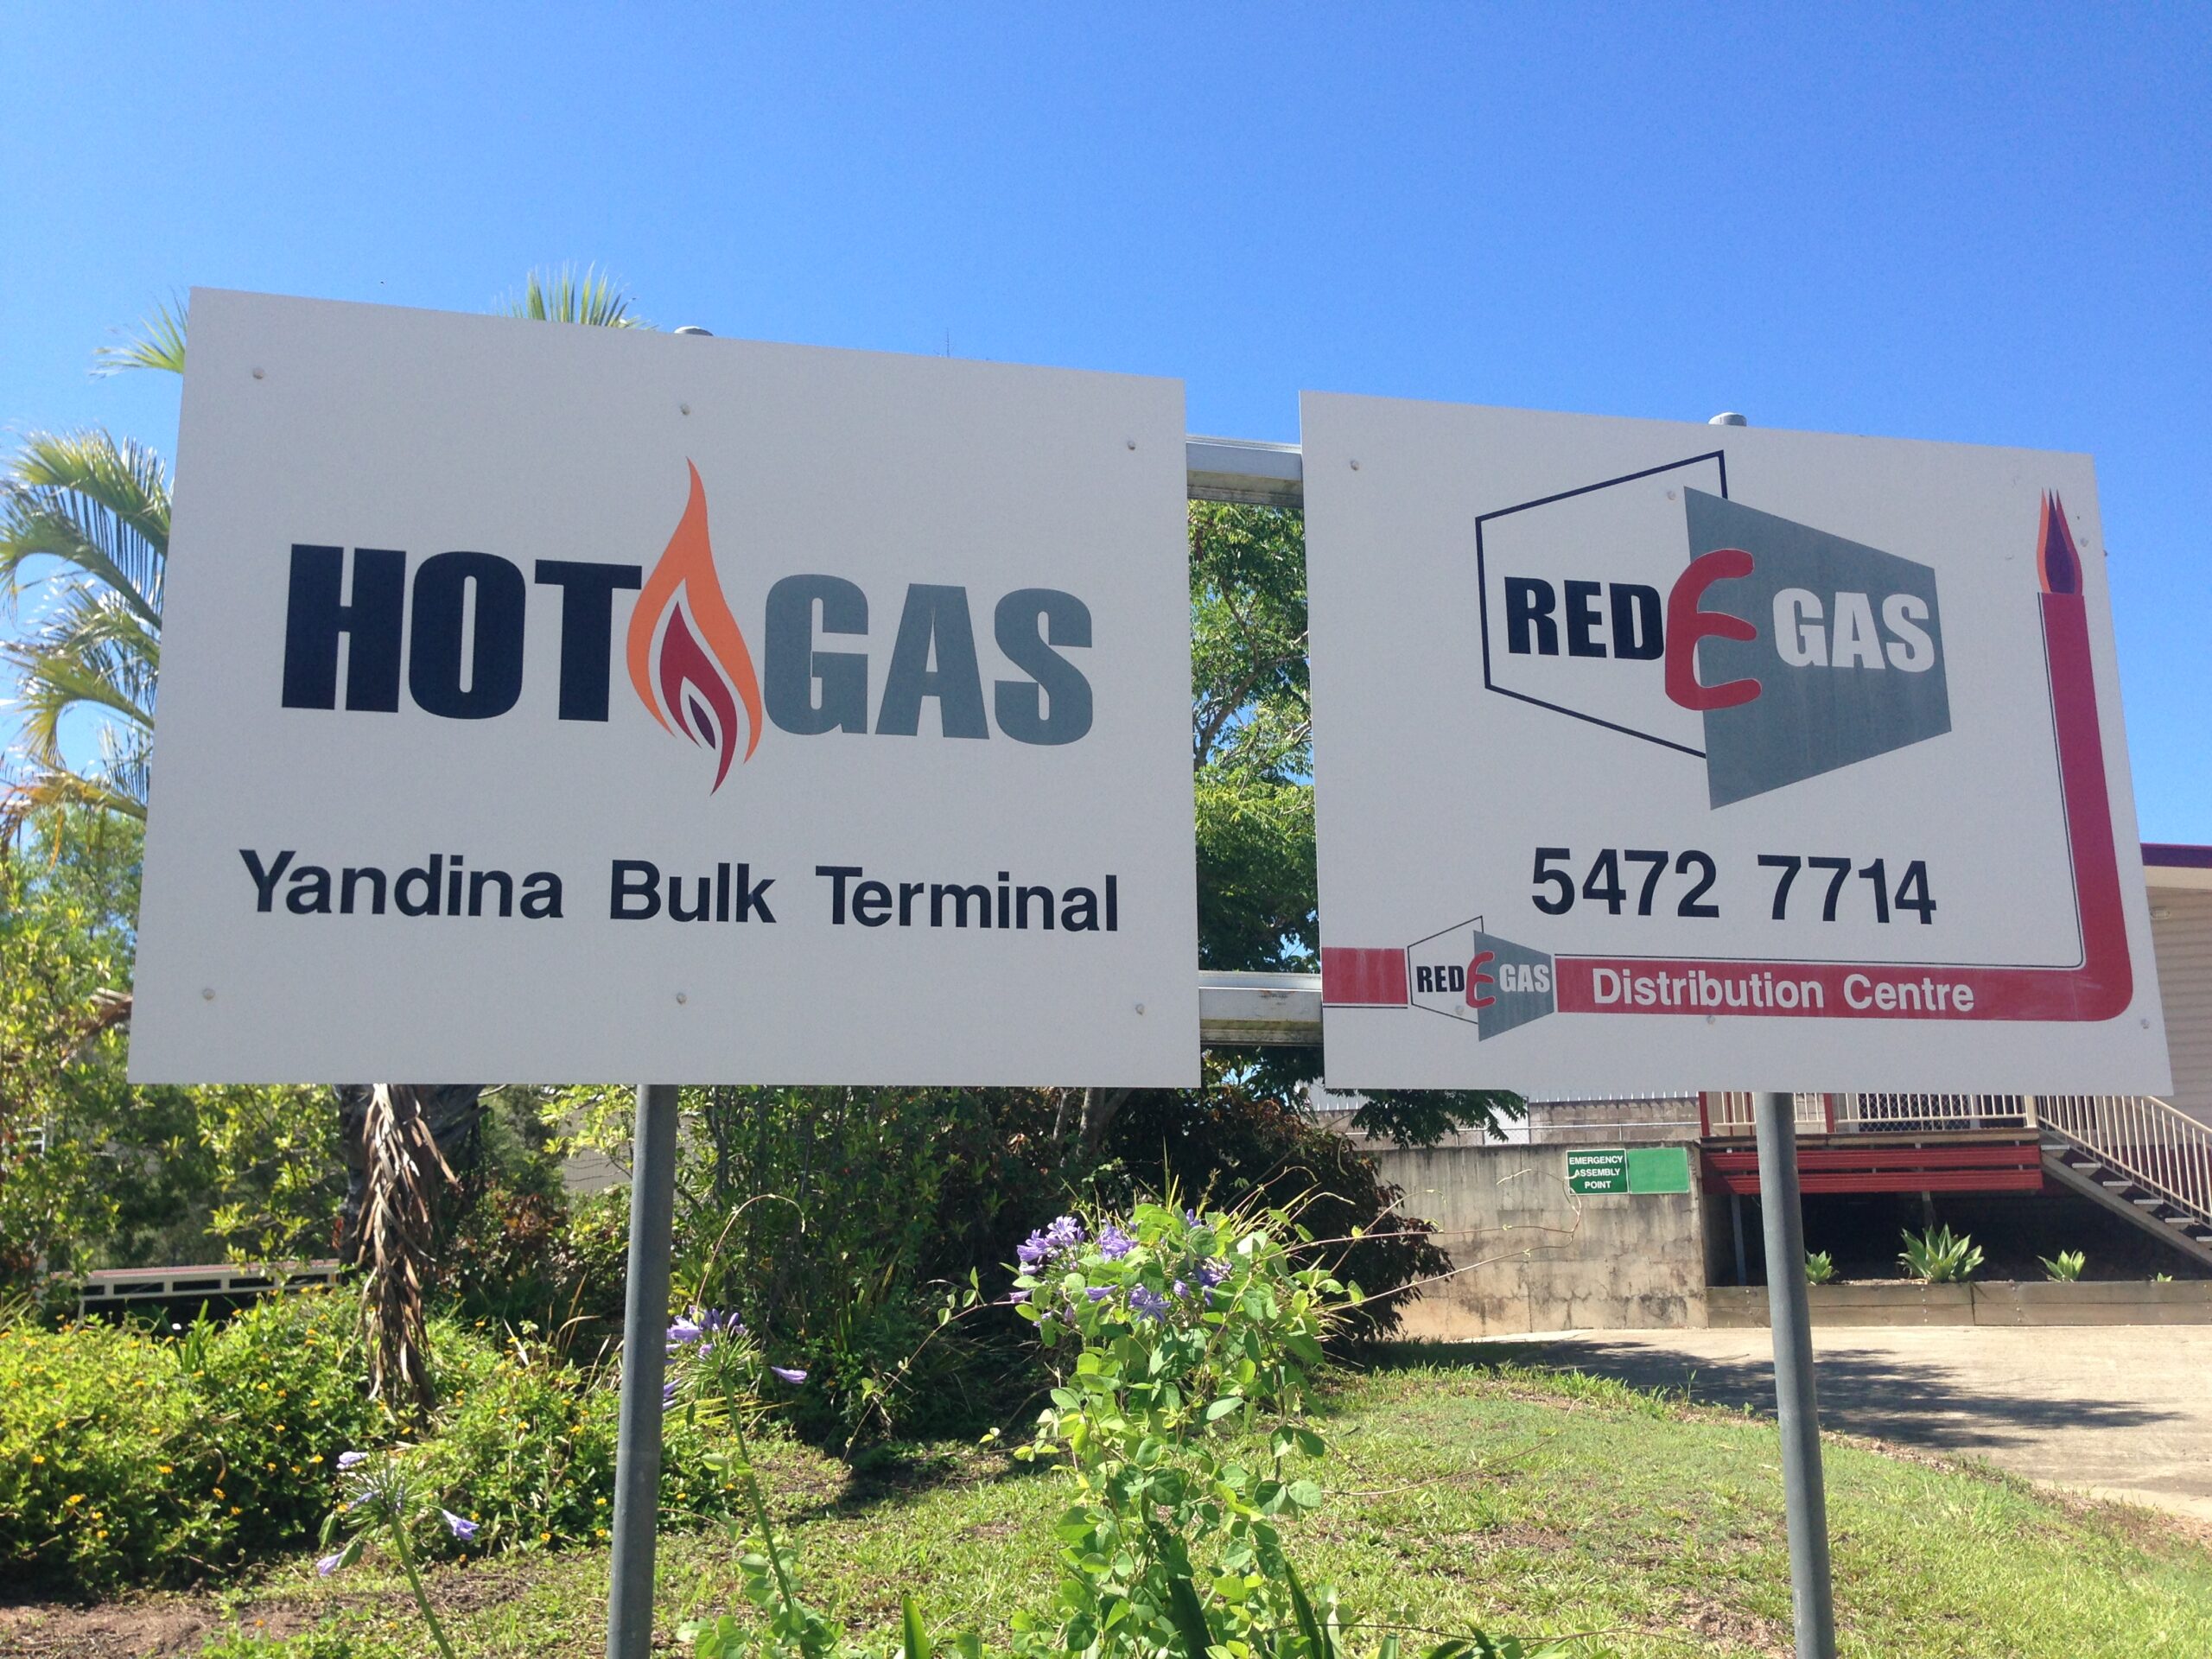 HOT GAS
Yandina Bulk Terminal
RED E GAS
5472 7714
RED E GAS Distribution Centre
EMERGENCY
ASSEMBLY
POINT